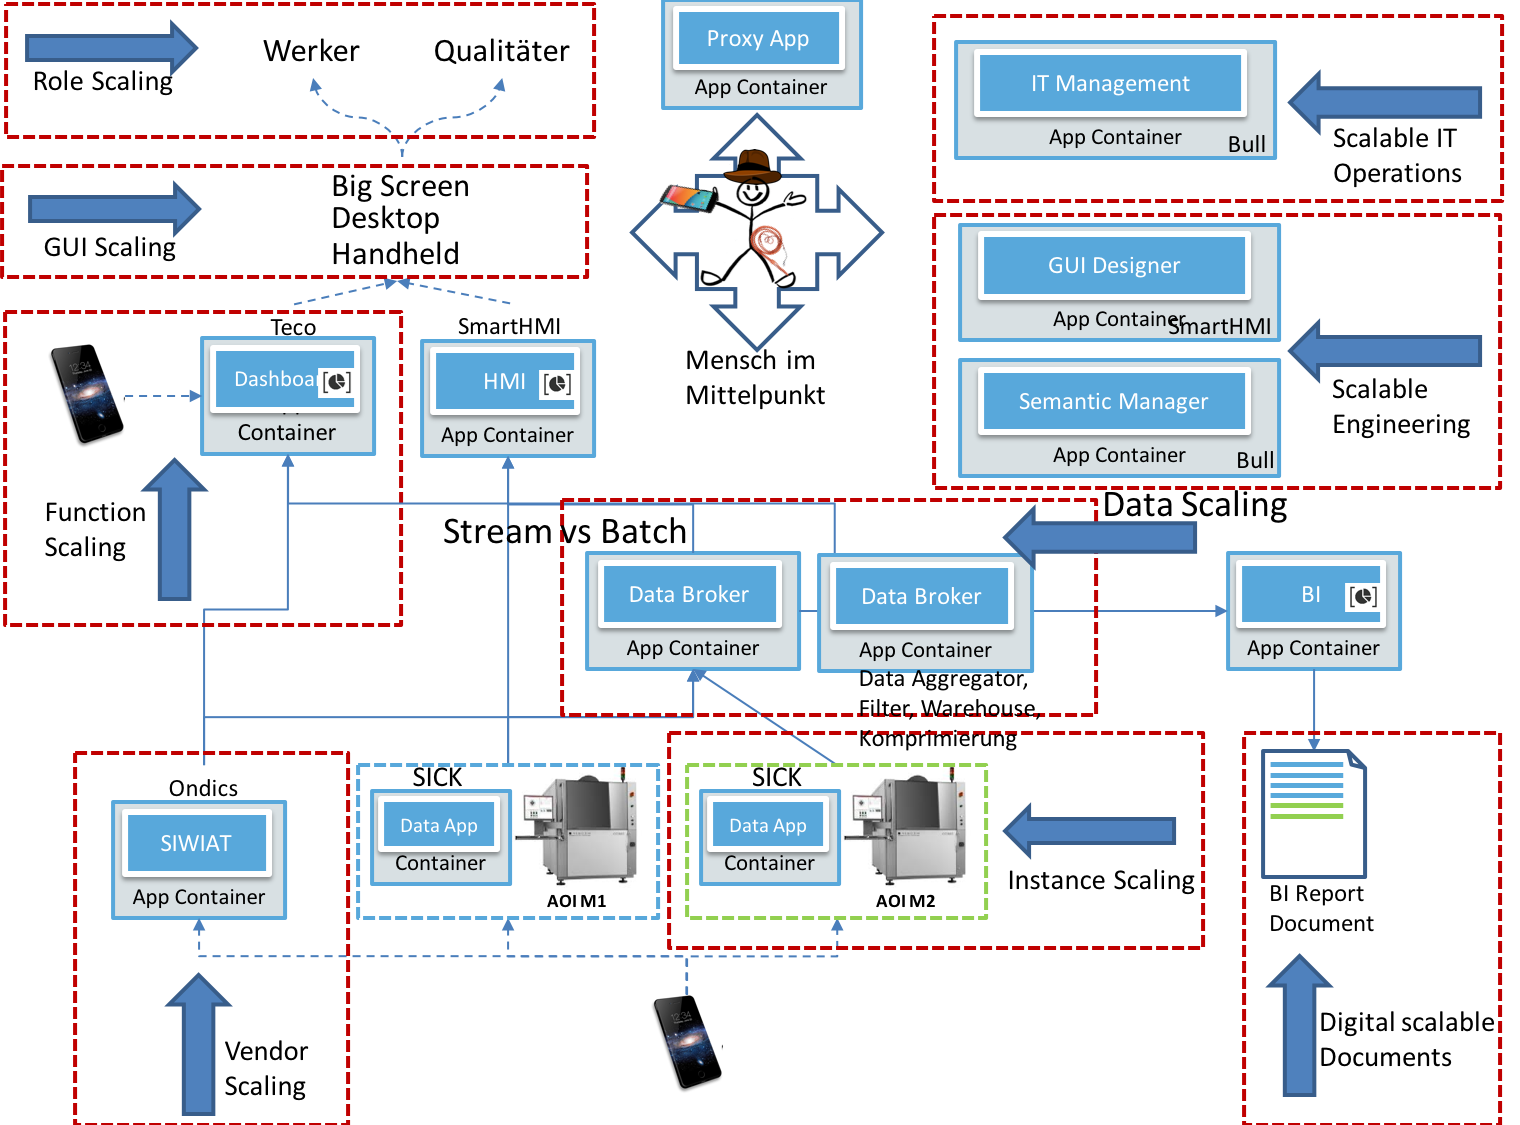 Role Scaling
Werker
Qualitäter
Proxy App
App Container
IT Management
App Container
Bull
Scalable IT
Operations
GUI Scaling
Big Screen
Desktop
Handheld
GUI Designer
App Container
SmartHMI
Semantic Manager
App Container
Bull
Scalable
Engineering
Mensch im
Mittelpunkt
Teco
Container
SmartHMI
HMI
App Container
12:34
Function
Scaling
Stream vs Batch
Data Scaling
Data Broker
App Container
Data Broker
App Container
Data Aggregator,
Filter, Warehouse,
Komprimierung
BI
App Container
Ondics
SIWIAT
App Container
SICK
Data App
Container
AOI M1
SICK
Data App
Container
AOI M2
Instance Scaling
BI Report
Document
12:34
Vendor
Scaling
Digital scalable
Documents